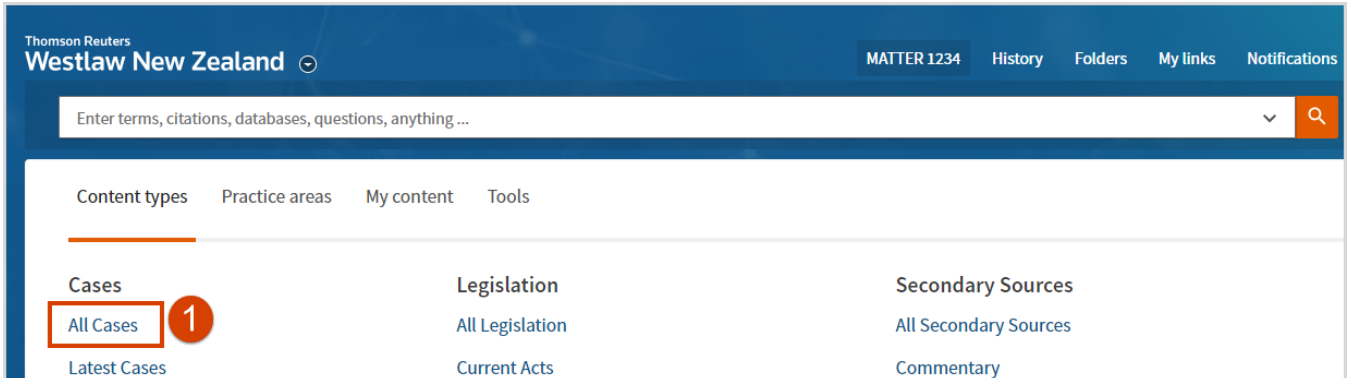 Thomson Reuters
Westlaw New Zealand
MATTER 1234 History Folders My links Notifications
Enter terms, citations, databases, questions, anything ...
Content types Practice areas My content Tools
Cases Legislation Secondary Sources
All Cases 1 All Legislation All Secondary Sources
Latest Cases Current Acts Commentary